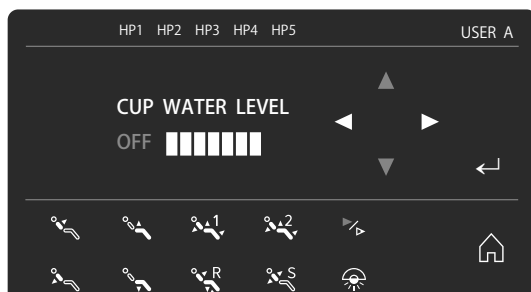 HP1 HP2 HP3 HP4 HP5 USER A
CUP WATER LEVEL
OFF
1 2
R S